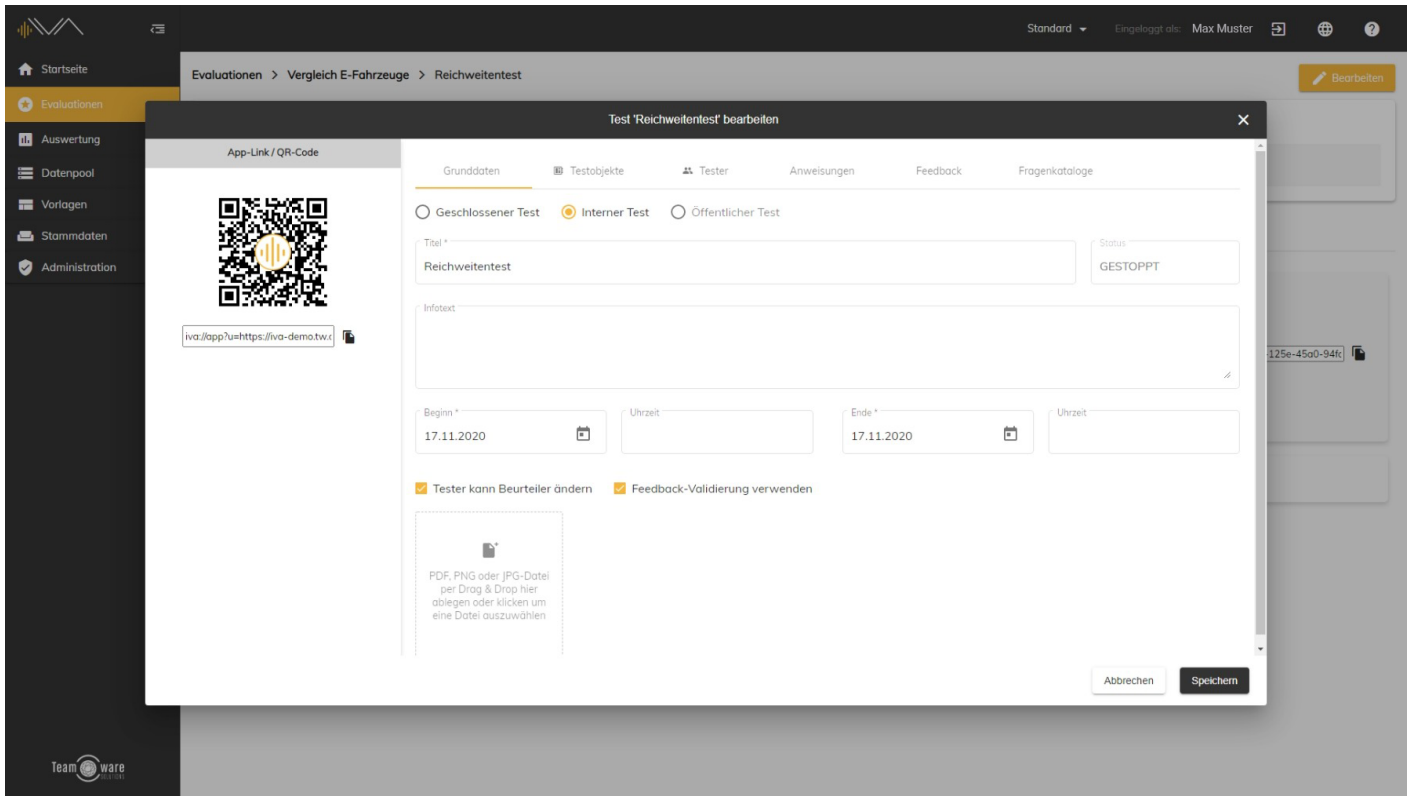 Standard
Eingeloggt als: Max Muster
Startseite
Evaluationen
Auswertung
Datenpool
Vorlagen
Stammdaten
Administration
Evaluationen > Vergleich E-Fahrzeuge > Reichweitentest
Bearbeiten
Test 'Reichweitentest' bearbeiten
App-Link / QR-Code
iva://app?u=https://iva-demo.tw.c
Grunddaten Testobjekte Tester Anweisungen Feedback Fragenkataloge
Geschlossener Test Interner Test Öffentlicher Test
Titel *
Reichweitentest
Status
GESTOPPT
Infotext
Beginn *
17.11.2020
Uhrzeit
Ende *
17.11.2020
Uhrzeit
Tester kann Beurteiler ändern Feedback-Validierung verwenden
PDF, PNG oder JPG-Datei
per Drag & Drop hier
ablegen oder klicken um
eine Datei auszuwählen
Abbrechen Speichern
-125e-45a0-94fc
Team ware
SOLUTIONS